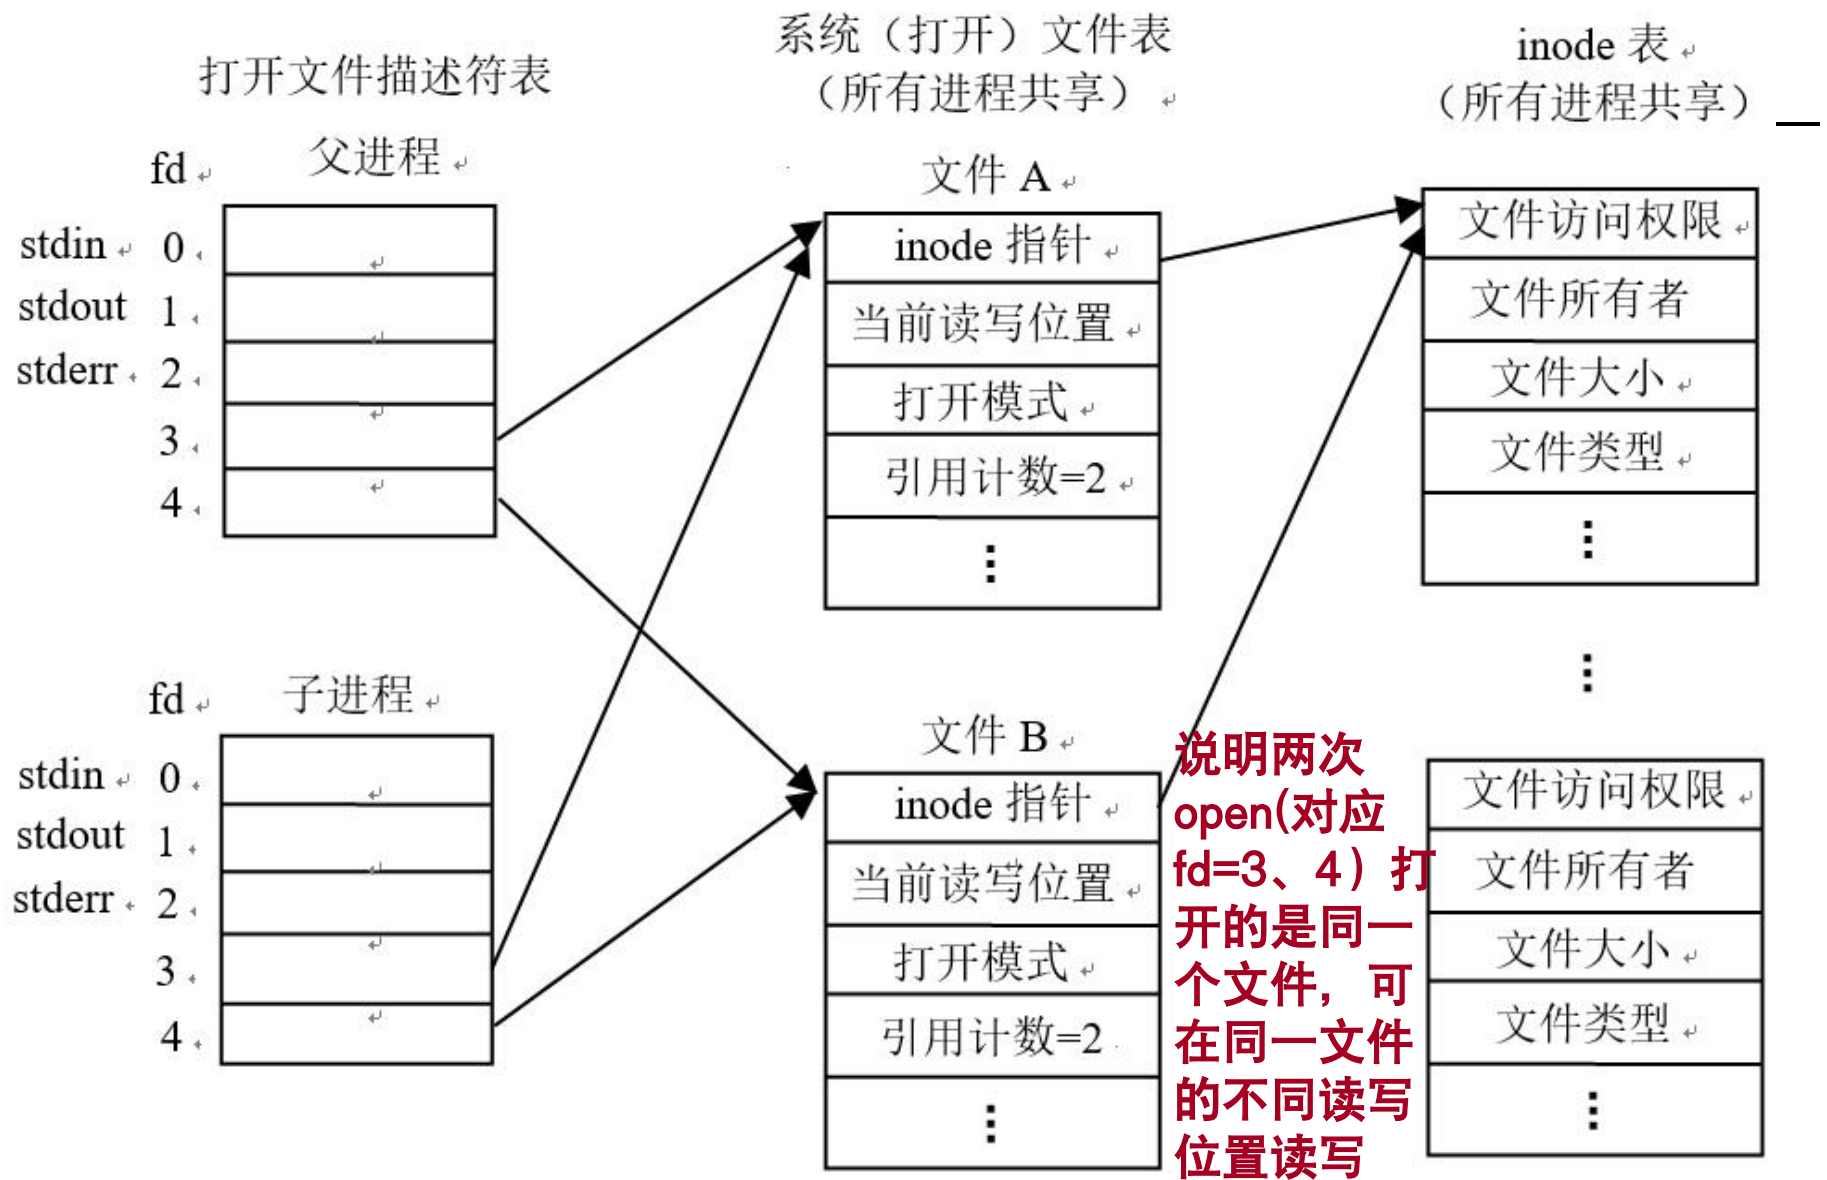 打开文件描述符表
系统（打开）文件表
（所有进程共享）
inode 表
（所有进程共享）
fd
父进程
stdin 0
stdout 1
stderr 2
3
4
fd
子进程
stdin 0
stdout 1
stderr 2
3
4
文件 A
inode 指针
当前读写位置
打开模式
引用计数=2
⋮
文件 B
inode 指针
当前读写位置
打开模式
引用计数=2
⋮
说明两次
open(对应
fd=3、4）打
开的是同一
个文件，可
在同一文件
的不同读写
位置读写
文件访问权限
文件所有者
文件大小
文件类型
⋮
⋮
文件访问权限
文件所有者
文件大小
文件类型
⋮